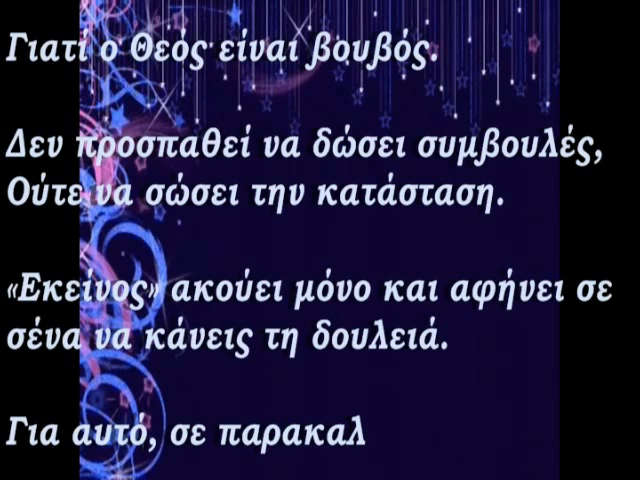 Γιατί ο Θεός είναι βουβός.
Δεν προσπαθεί να δώσει συμβουλές,
Ούτε να σώσει την κατάσταση.
«Εκείνος» ακούει μόνο και αφήνει σε
σένα να κάνεις τη δουλειά.
Για αυτό, σε παρακαλ